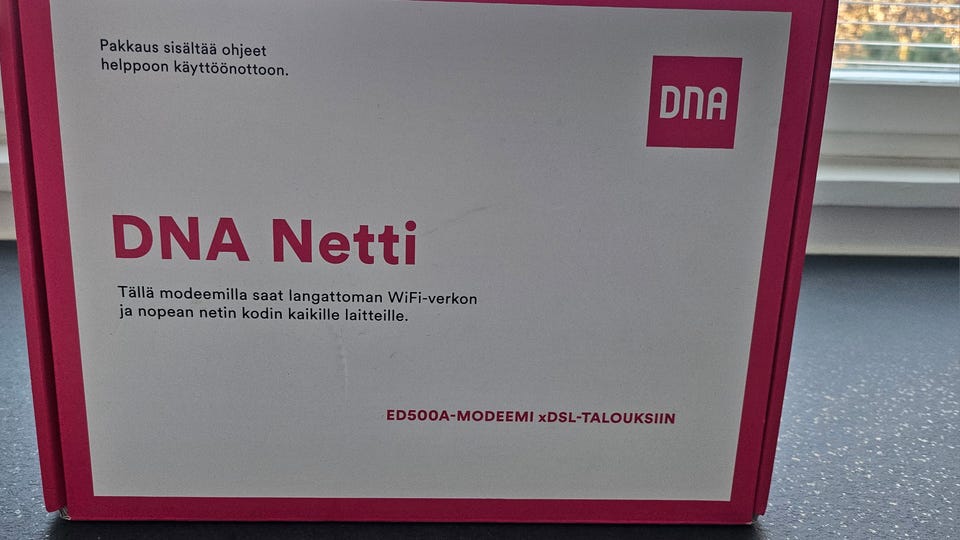 Pakkaus sisältää ohjeet
helppoon käyttöönottoon.
DNA
DNA Netti
Tällä modeemilla saat langattoman WiFi-verkon
ja nopean netin kodin kaikille laitteille.
ED500A-MODEEMI xDSL-TALOUKSIIN